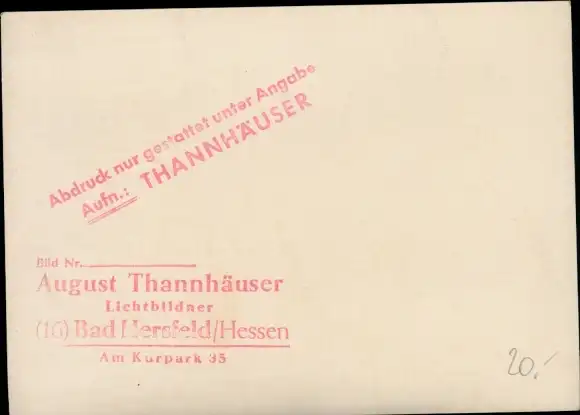 Abdruck nur gestattet unter Angabe
Aufn.: THANNHÄUSER
Bild Nr.
August Thannhäuser
Lichtbildner
(16) Bad Hersfeld/Hessen
Am Kurpark 35
20,-